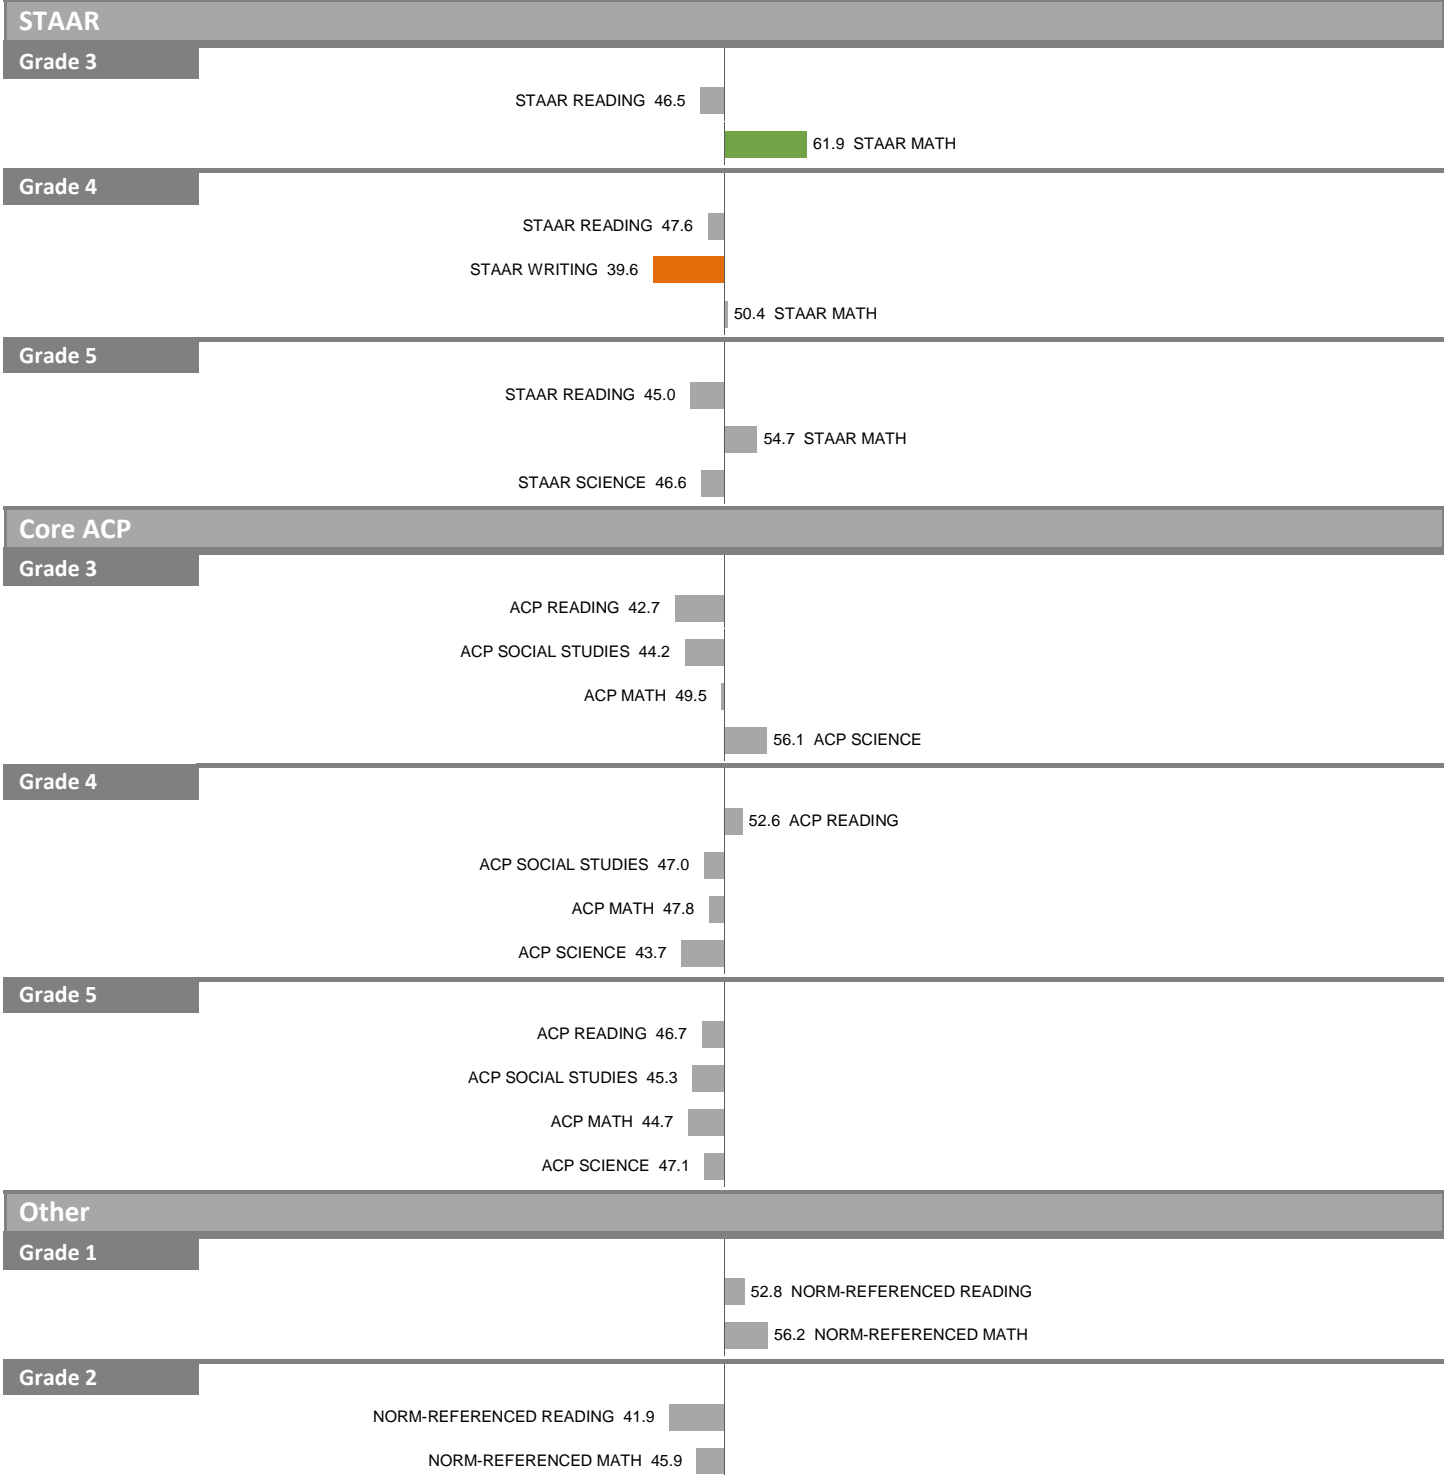 STAAR
Grade 3
STAAR READING 46.5
61.9 STAAR MATH
Grade 4
STAAR READING 47.6
STAAR WRITING 39.6
50.4 STAAR MATH
Grade 5
STAAR READING 45.0
54.7 STAAR MATH
STAAR SCIENCE 46.6
Core ACP
Grade 3
ACP READING 42.7
ACP SOCIAL STUDIES 44.2
ACP MATH 49.5
56.1 ACP SCIENCE
Grade 4
52.6 ACP READING
ACP SOCIAL STUDIES 47.0
ACP MATH 47.8
ACP SCIENCE 43.7
Grade 5
ACP READING 46.7
ACP SOCIAL STUDIES 45.3
ACP MATH 44.7
ACP SCIENCE 47.1
Other
Grade 1
52.8 NORM-REFERENCED READING
56.2 NORM-REFERENCED MATH
Grade 2
NORM-REFERENCED READING 41.9
NORM-REFERENCED MATH 45.9